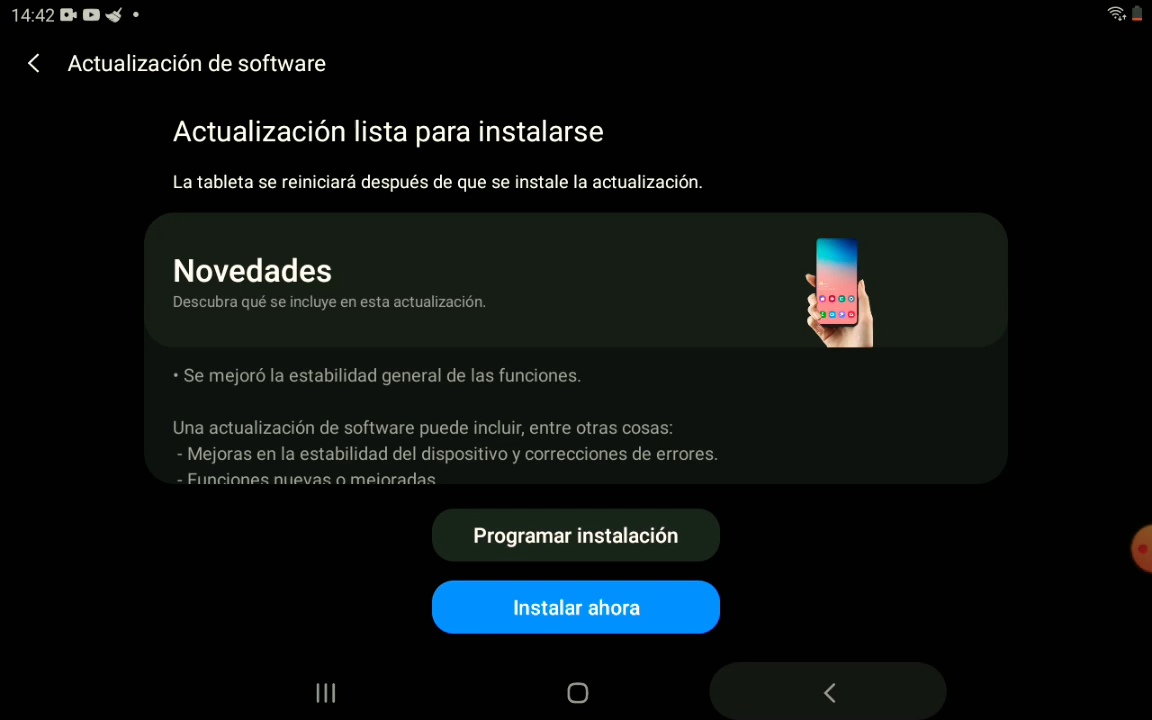 14:42
Actualización de software
Actualización lista para instalarse
La tableta se reiniciará después de que se instale la actualización.
Novedades
Descubra qué se incluye en esta actualización.
• Se mejoró la estabilidad general de las funciones.
Una actualización de software puede incluir, entre otras cosas:
- Mejoras en la estabilidad del dispositivo y correcciones de errores.
- Funciones nuevas o mejoradas
Programar instalación
Instalar ahora